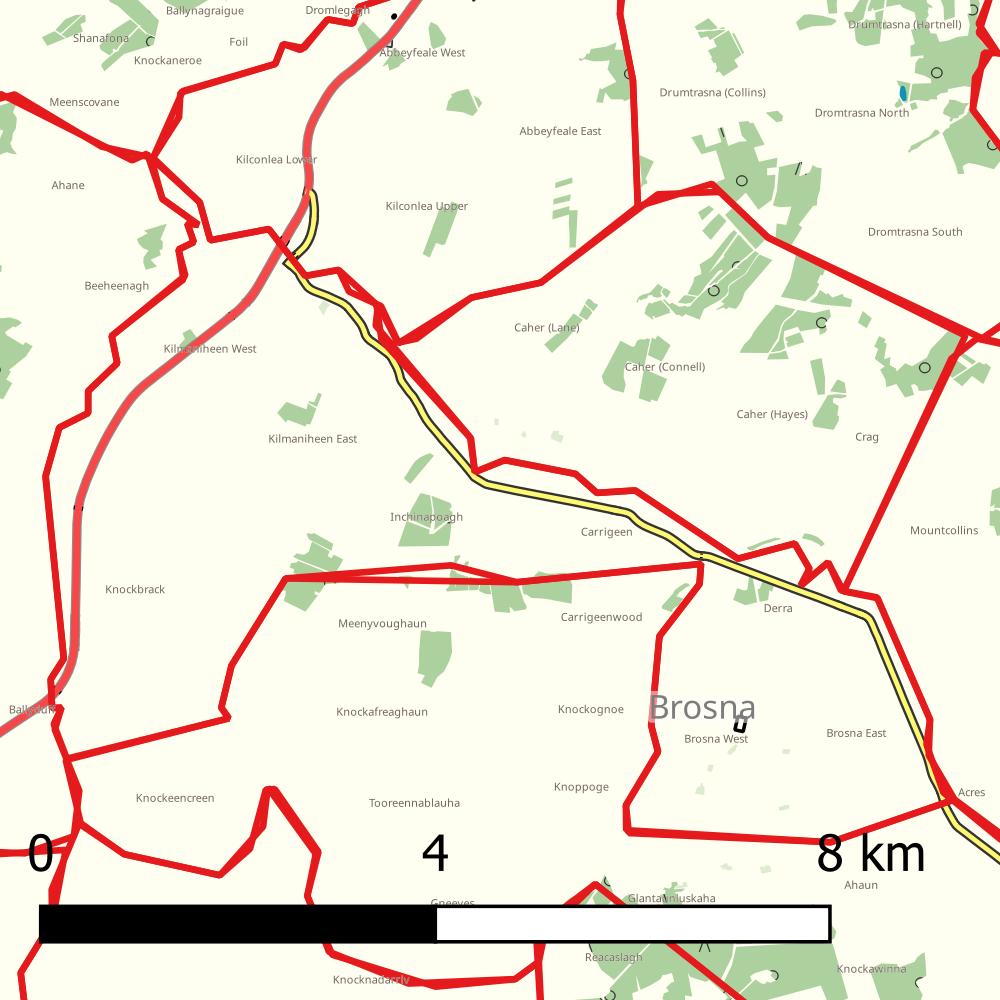 Ballynagraigue
Dromlegagh
Shanafona
Foil
Knockaneroe
Abbeyfeale West
Drumtrasna (Hartnell)
Meenscovane
Drumtrasna (Collins)
Dromtrasna North
Abbeyfeale East
Kilconlea Lower
Ahane
Kilconlea Upper
Dromtrasna South
Beeheenagh
Caher (Lane)
Kilmaniheen West
Caher (Connell)
Caher (Hayes)
Kilmaniheen East
Crag
Inchinapoagh
Carrigeen
Mountcollins
Knockbrack
Derra
Carrigeenwood
Meenyvoughaun
Ballyduff
Knockafreaghaun
Knockognoe
Brosna
Brosna West
Brosna East
Knoppoge
Acres
Knockeencreen
Tooreennablauha
0 4 8 km
Ahaun
Gneeves
Glantaunluskaha
Reacaslagh
Knockawinna
Knocknadarriv